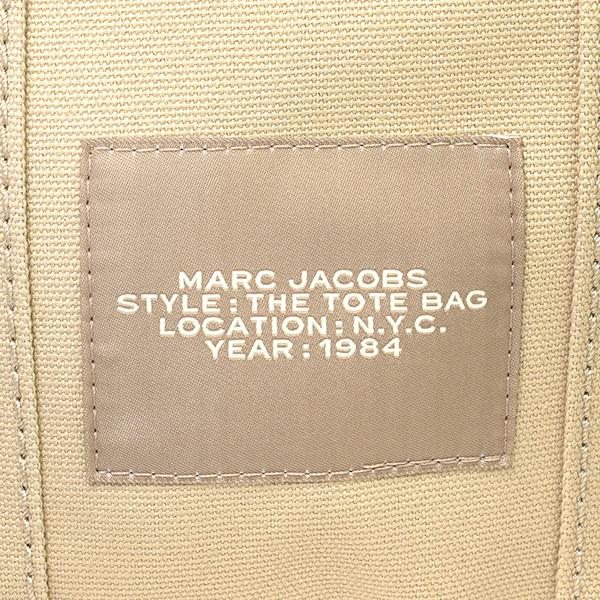 MARC JACOBS
STYLE : THE TOTE BAG
LOCATION : N.Y.C.
YEAR : 1984